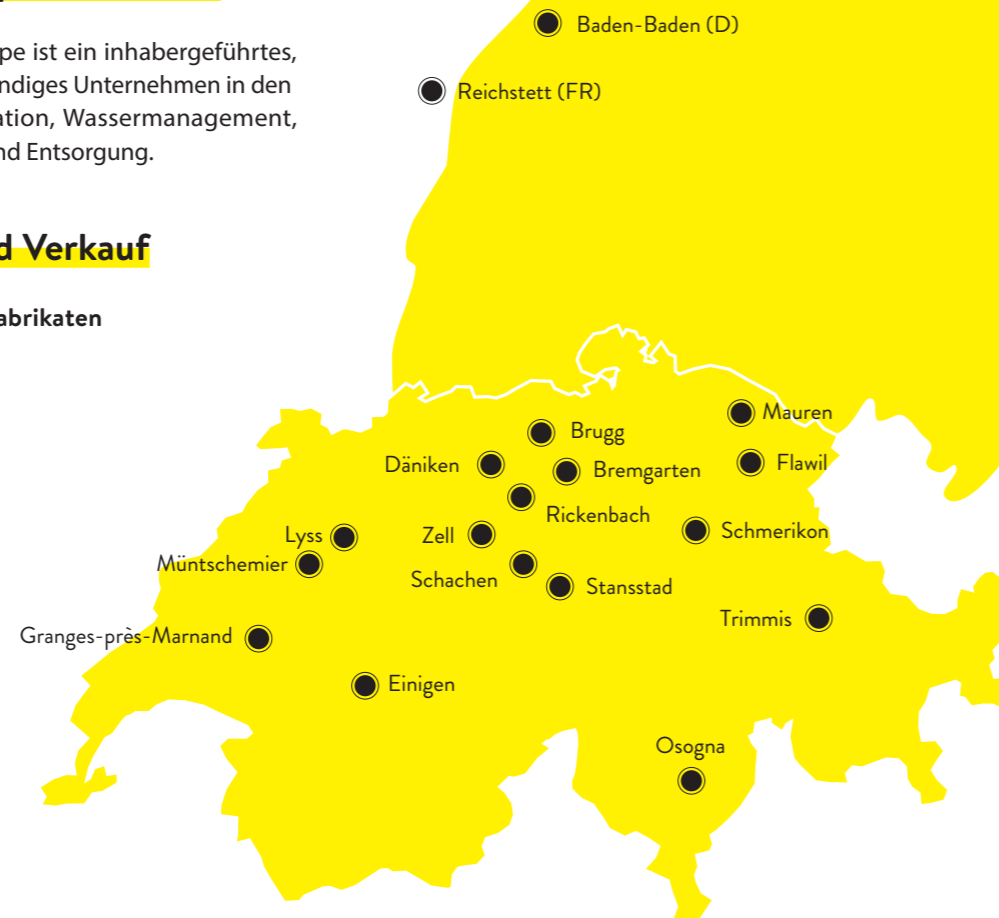 pe ist ein inhabergeführtes,
ndiges Unternehmen in den
ation, Wassermanagement,
nd Entsorgung.
d Verkauf
abrikaten
Baden-Baden (D)
Reichstett (FR)
Mauren
Brugg
Däniken
Bremgarten
Flawil
Rickenbach
Lyss
Zell
Schmerikon
Müntschemier
Schachen
Stansstad
Trimmis
Granges-près-Marnand
Einigen
Osogna